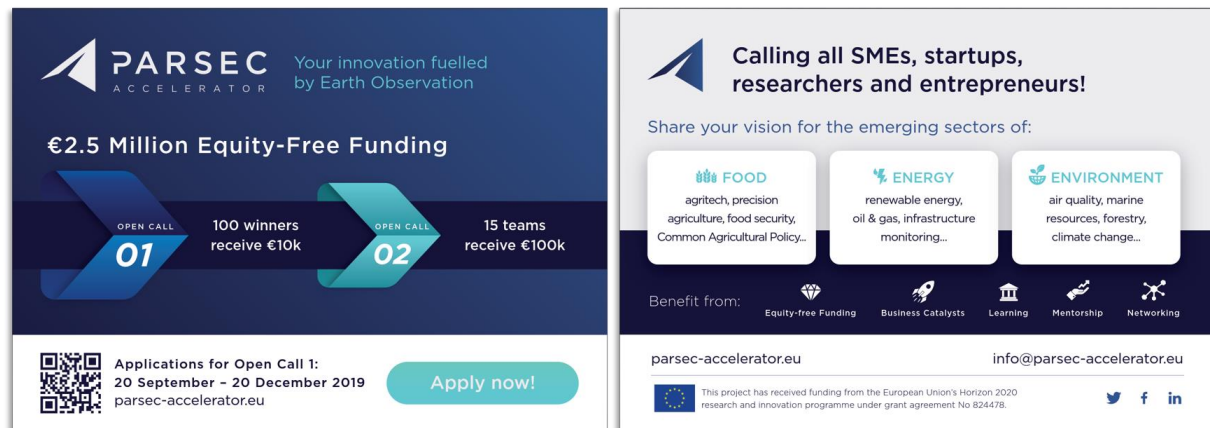 PARSEC
ACCELERATOR
Your innovation fuelled
by Earth Observation
€2.5 Million Equity-Free Funding
OPEN CALL
01
100 winners
receive €10k
OPEN CALL
02
15 teams
receive €100k
Applications for Open Call 1:
20 September – 20 December 2019
parsec-accelerator.eu
Apply now!
Calling all SMEs, startups,
researchers and entrepreneurs!
Share your vision for the emerging sectors of:
FOOD
agritech, precision
agriculture, food security,
Common Agricultural Policy...
ENERGY
renewable energy,
oil & gas, infrastructure
monitoring...
ENVIRONMENT
air quality, marine
resources, forestry,
climate change...
Benefit from:
Equity-free Funding
Business Catalysts
Learning
Mentorship
Networking
parsec-accelerator.eu
info@parsec-accelerator.eu
This project has received funding from the European Union's Horizon 2020
research and innovation programme under grant agreement No 824478.